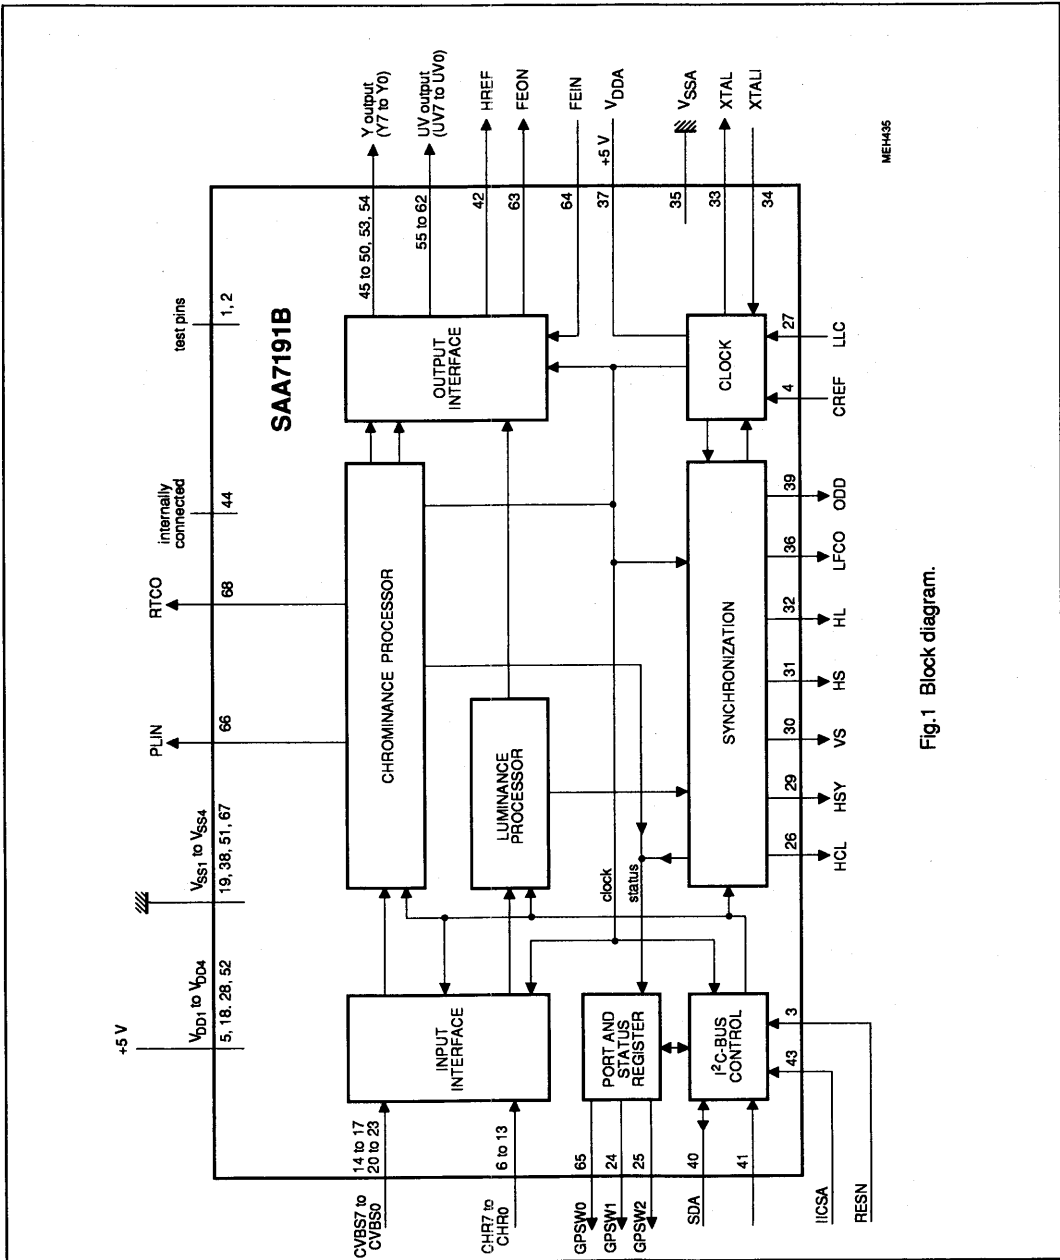 +5 V
VDD1 to VDD4
5, 18. 28, 52
VSS1 to VSS4
19, 38, 51, 67
PLIN
66
RTCO
68
internally
connected
44
test pins
1, 2
SAA7191B
CVBS7 to
CVBS0
14 to 17
20 to 23
CHR7 to
CHR0
6 to 13
INPUT
INTERFACE
CHROMINANCE PROCESSOR
LUMINANCE
PROCESSOR
OUTPUT
INTERFACE
45 to 50, 53, 54
Y output
(Y7 to Y0)
55 to 62
UV output
(UV7 to UV0)
42
HREF
63
FEON
64
FEIN
37
+5 V
VDDA
35
VSSA
33
XTAL
34
XTALI
GPSW0
65
GPSW1
24
GPSW2
25
PORT AND
STATUS
REGISTER
clock
status
SDA
40
41
I²C-BUS
CONTROL
SYNCHRONIZATION
CLOCK
43
3
26
29
30
31
32
36
39
4
27
IICSA
RESN
HCL
HSY
VS
HS
HL
LFCO
ODD
CREF
LLC
MEH435
Fig.1 Block diagram.